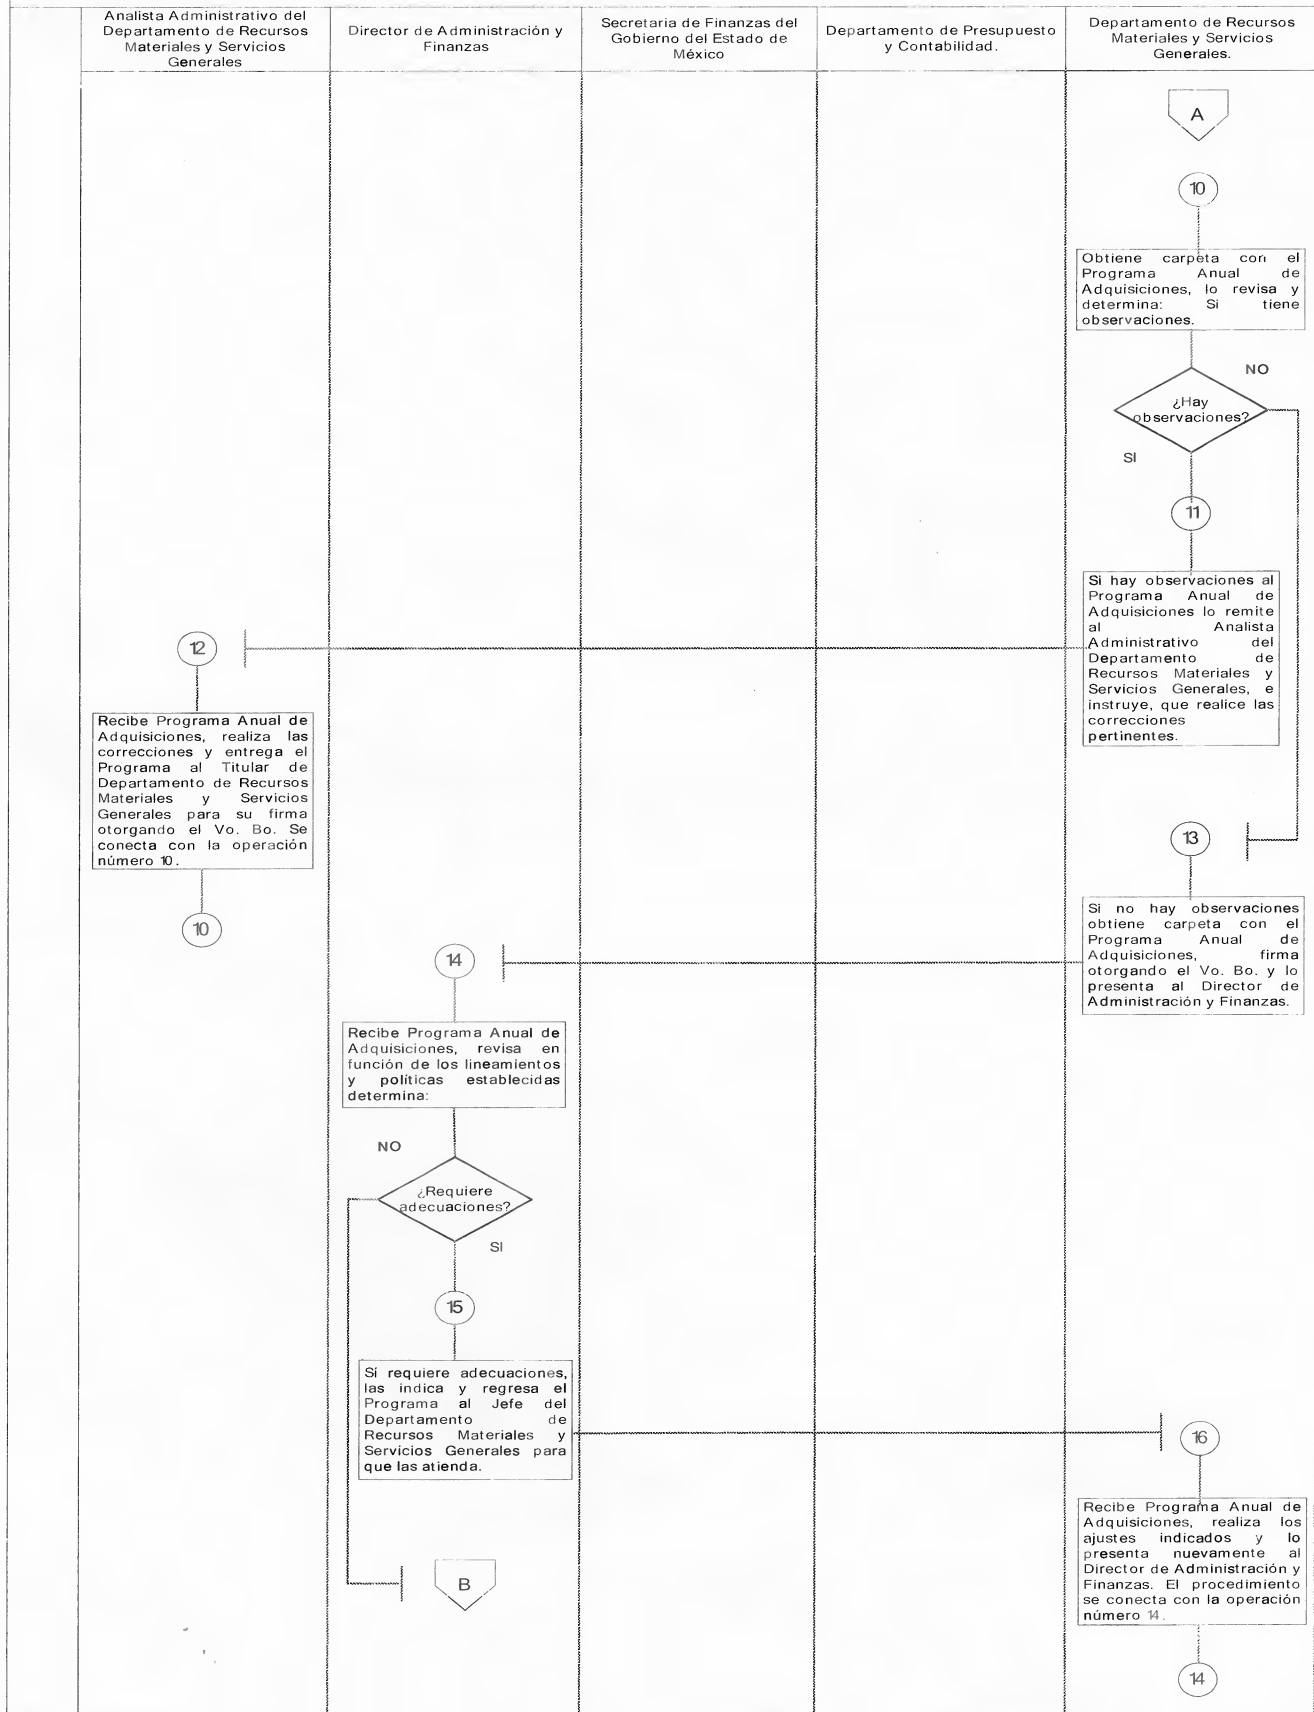 Analista Administrativo del
Departamento de Recursos
Materiales y Servicios
Generales
Director de Administración y
Finanzas
Secretaria de Finanzas del
Gobierno del Estado de
México
Departamento de Presupuesto
y Contabilidad.
Departamento de Recursos
Materiales y Servicios
Generales.
A
10
Obtiene carpeta con el
Programa Anual de
Adquisiciones, lo revisa y
determina: Si tiene
observaciones.
NO
¿Hay
observaciones?
SI
11
Si hay observaciones al
Programa Anual de
Adquisiciones lo remite
al Analista
Administrativo del
Departamento de
Recursos Materiales y
Servicios Generales, e
instruye, que realice las
correcciones
pertinentes.
12
Recibe Programa Anual de
Adquisiciones, realiza las
correcciones y entrega el
Programa al Titular de
Departamento de Recursos
Materiales y Servicios
Generales para su firma
otorgando el Vo. Bo. Se
conecta con la operación
número 10.
10
13
Si no hay observaciones
obtiene carpeta con el
Programa Anual de
Adquisiciones, firma
otorgando el Vo. Bo. y lo
presenta al Director de
Administración y Finanzas.
14
Recibe Programa Anual de
Adquisiciones, revisa en
función de los lineamientos
y políticas establecidas
determina:
NO
¿Requiere
adecuaciones?
SI
15
Sí requiere adecuaciones,
las indica y regresa el
Programa al Jefe del
Departamento de
Recursos Materiales y
Servicios Generales para
que las atienda.
16
Recibe Programa Anual de
Adquisiciones, realiza los
ajustes indicados y lo
presenta nuevamente al
Director de Administración y
Finanzas. El procedimiento
se conecta con la operación
número 14.
B
14